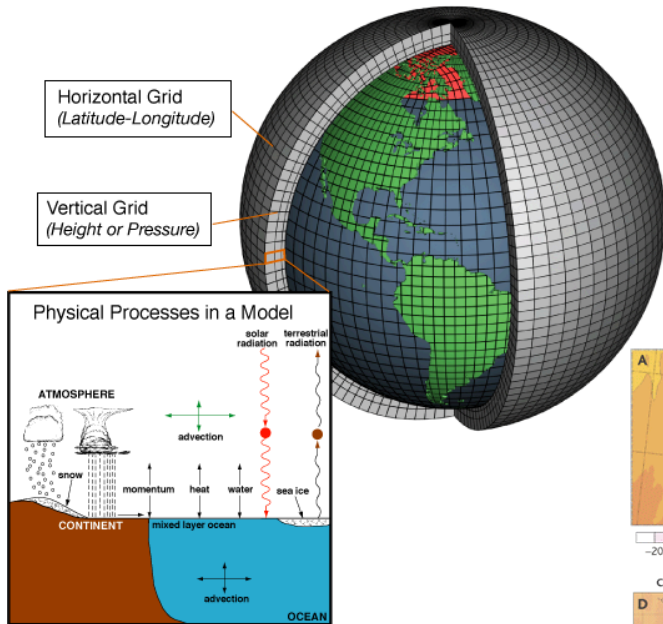 Horizontal Grid
(Latitude-Longitude)
Vertical Grid
(Height or Pressure)
Physical Processes in a Model
solar
radiation
terrestrial
radiation
ATMOSPHERE
advection
snow
momentum
heat
water
sea ice
CONTINENT
mixed layer ocean
advection
OCEAN
A
−20
D